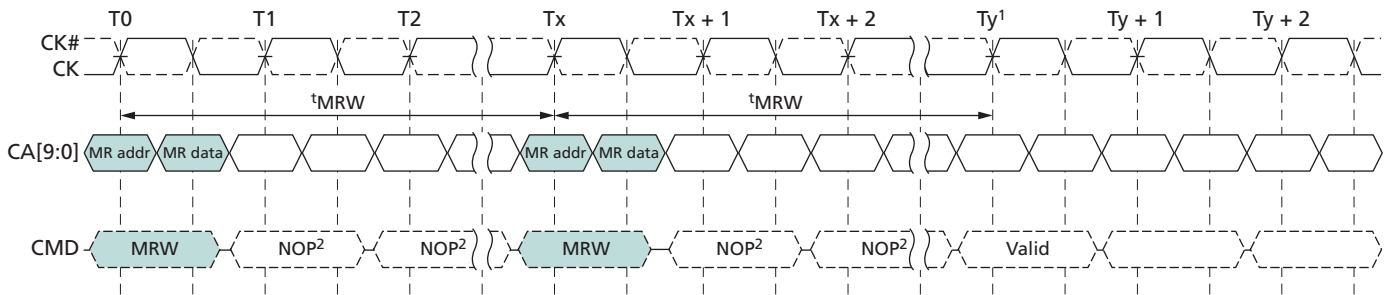 T0 T1 T2 Tx Tx + 1 Tx + 2 Ty¹ Ty + 1 Ty + 2
CK#
CK
ᵗMRW ᵗMRW
CA[9:0] MR addr MR data MR addr MR data
CMD MRW NOP² NOP² MRW NOP² NOP² Valid